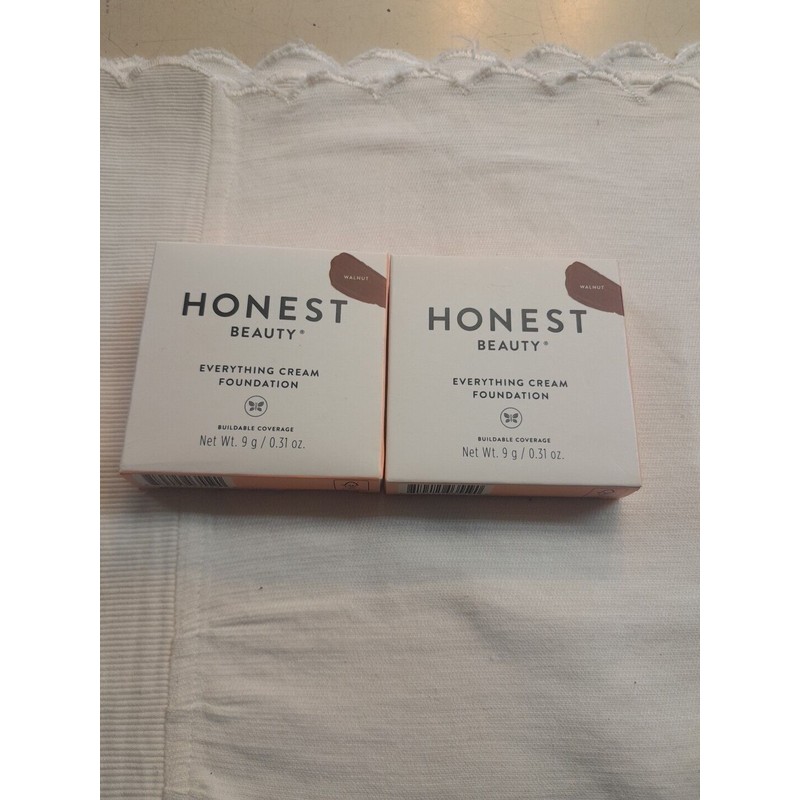 WALNUT
HONEST
BEAUTY®
EVERYTHING CREAM
FOUNDATION
BUILDABLE COVERAGE
Net Wt. 9 g / 0.31 oz.
WALNUT
HONEST
BEAUTY®
EVERYTHING CREAM
FOUNDATION
BUILDABLE COVERAGE
Net Wt. 9 g / 0.31 oz.